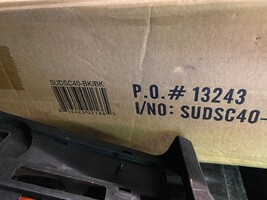 SUDSC40-BK/BK
P.O.# 13243
I/NO: SUDSC40-